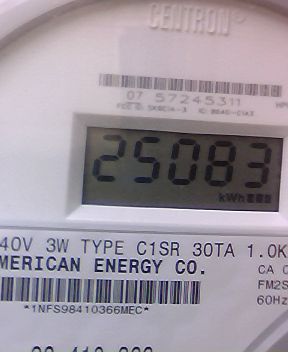 CENTRON®
07 57245311
25083
kWh
40V 3W TYPE C1SR 30TA 1.0K
MERICAN ENERGY CO.
CA 0
FM2S
*1NFS98410366MEC*
60Hz